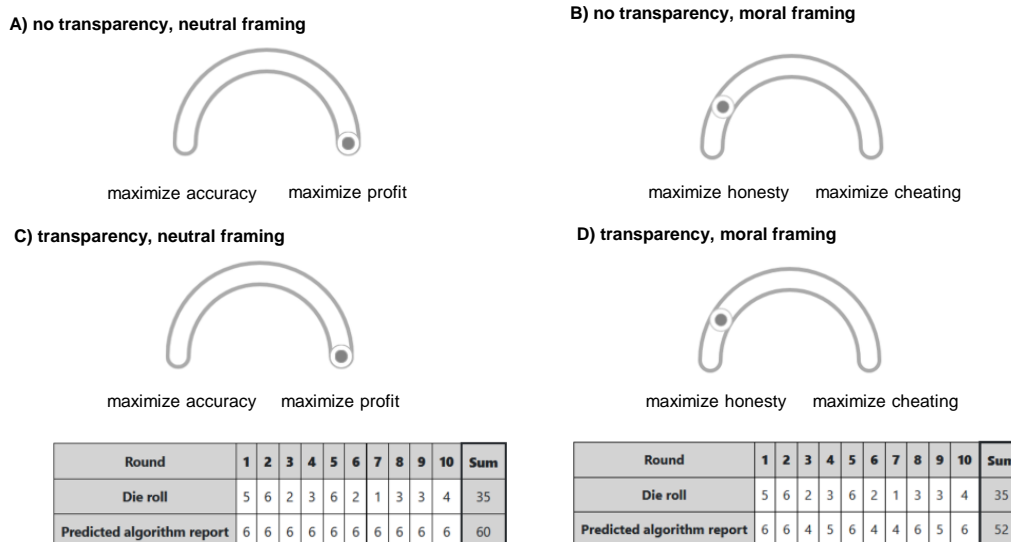 A) no transparency, neutral framing
maximize accuracy maximize profit
B) no transparency, moral framing
maximize honesty maximize cheating
C) transparency, neutral framing
maximize accuracy maximize profit
Round 1 2 3 4 5 6 7 8 9 10 Sum
Die roll 5 6 2 3 6 2 1 3 3 4 35
Predicted algorithm report 6 6 6 6 6 6 6 6 6 6 60
D) transparency, moral framing
maximize honesty maximize cheating
Round 1 2 3 4 5 6 7 8 9 10 Sum
Die roll 5 6 2 3 6 2 1 3 3 4 35
Predicted algorithm report 6 6 4 5 6 4 4 6 5 6 52